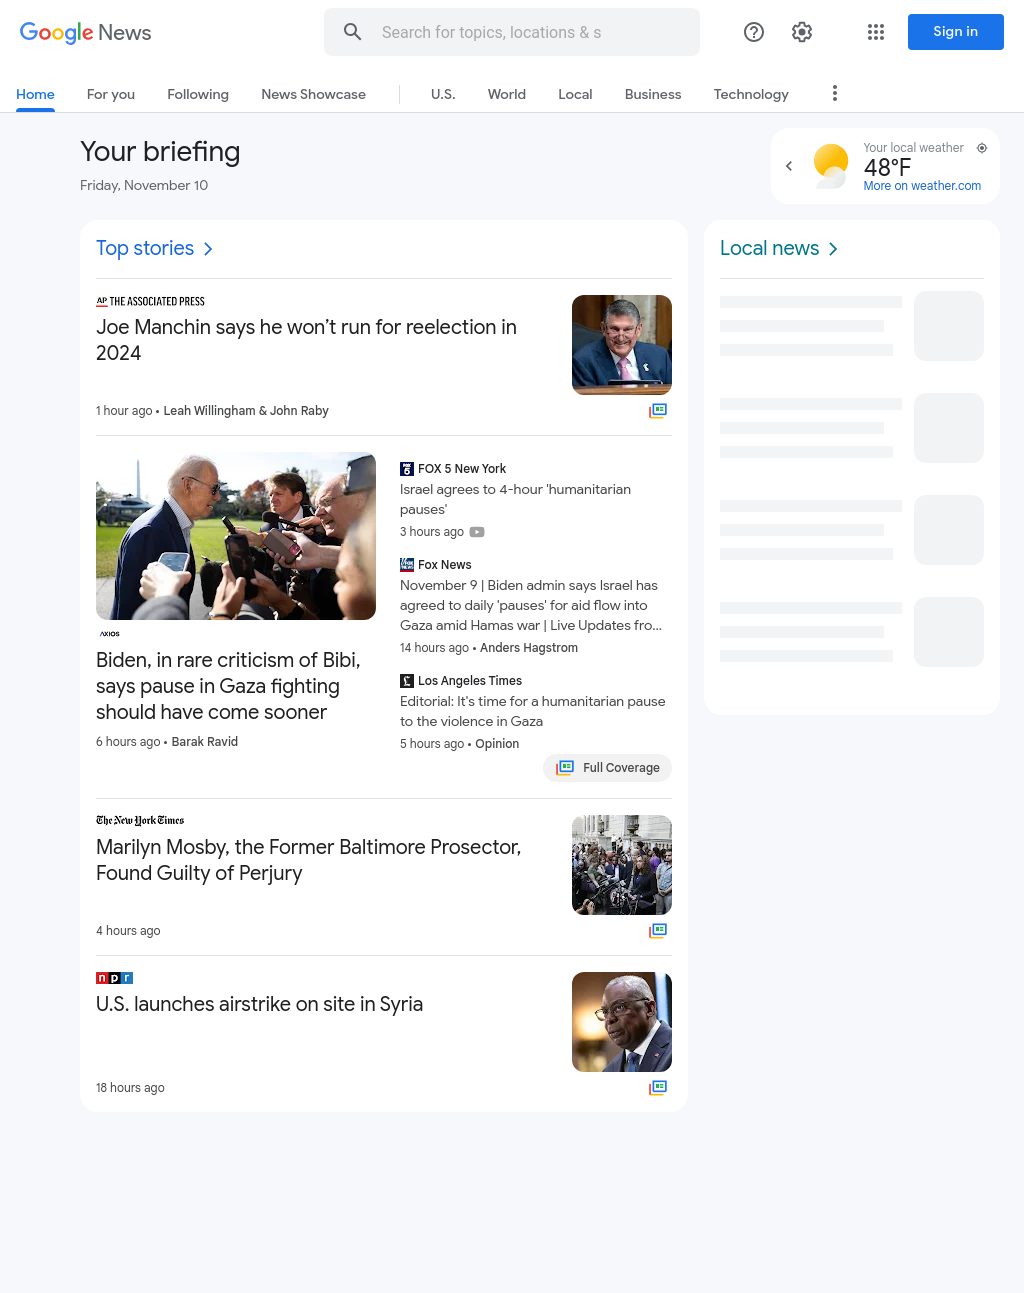 Google News
Search for topics, locations & s
Sign in
Home
For you
Following
News Showcase
U.S.
World
Local
Business
Technology
Your briefing
Friday, November 10
Your local weather
48°F
More on weather.com
Top stories
AP THE ASSOCIATED PRESS
Joe Manchin says he won’t run for reelection in
2024
1 hour ago • Leah Willingham & John Raby
AXIOS
Biden, in rare criticism of Bibi,
says pause in Gaza fighting
should have come sooner
6 hours ago • Barak Ravid
FOX 5 New York
Israel agrees to 4-hour 'humanitarian
pauses'
3 hours ago
Fox News
November 9 | Biden admin says Israel has
agreed to daily 'pauses' for aid flow into
Gaza amid Hamas war | Live Updates fro...
14 hours ago • Anders Hagstrom
Los Angeles Times
Editorial: It's time for a humanitarian pause
to the violence in Gaza
5 hours ago • Opinion
Full Coverage
The New York Times
Marilyn Mosby, the Former Baltimore Prosector,
Found Guilty of Perjury
4 hours ago
npr
U.S. launches airstrike on site in Syria
18 hours ago
Local news